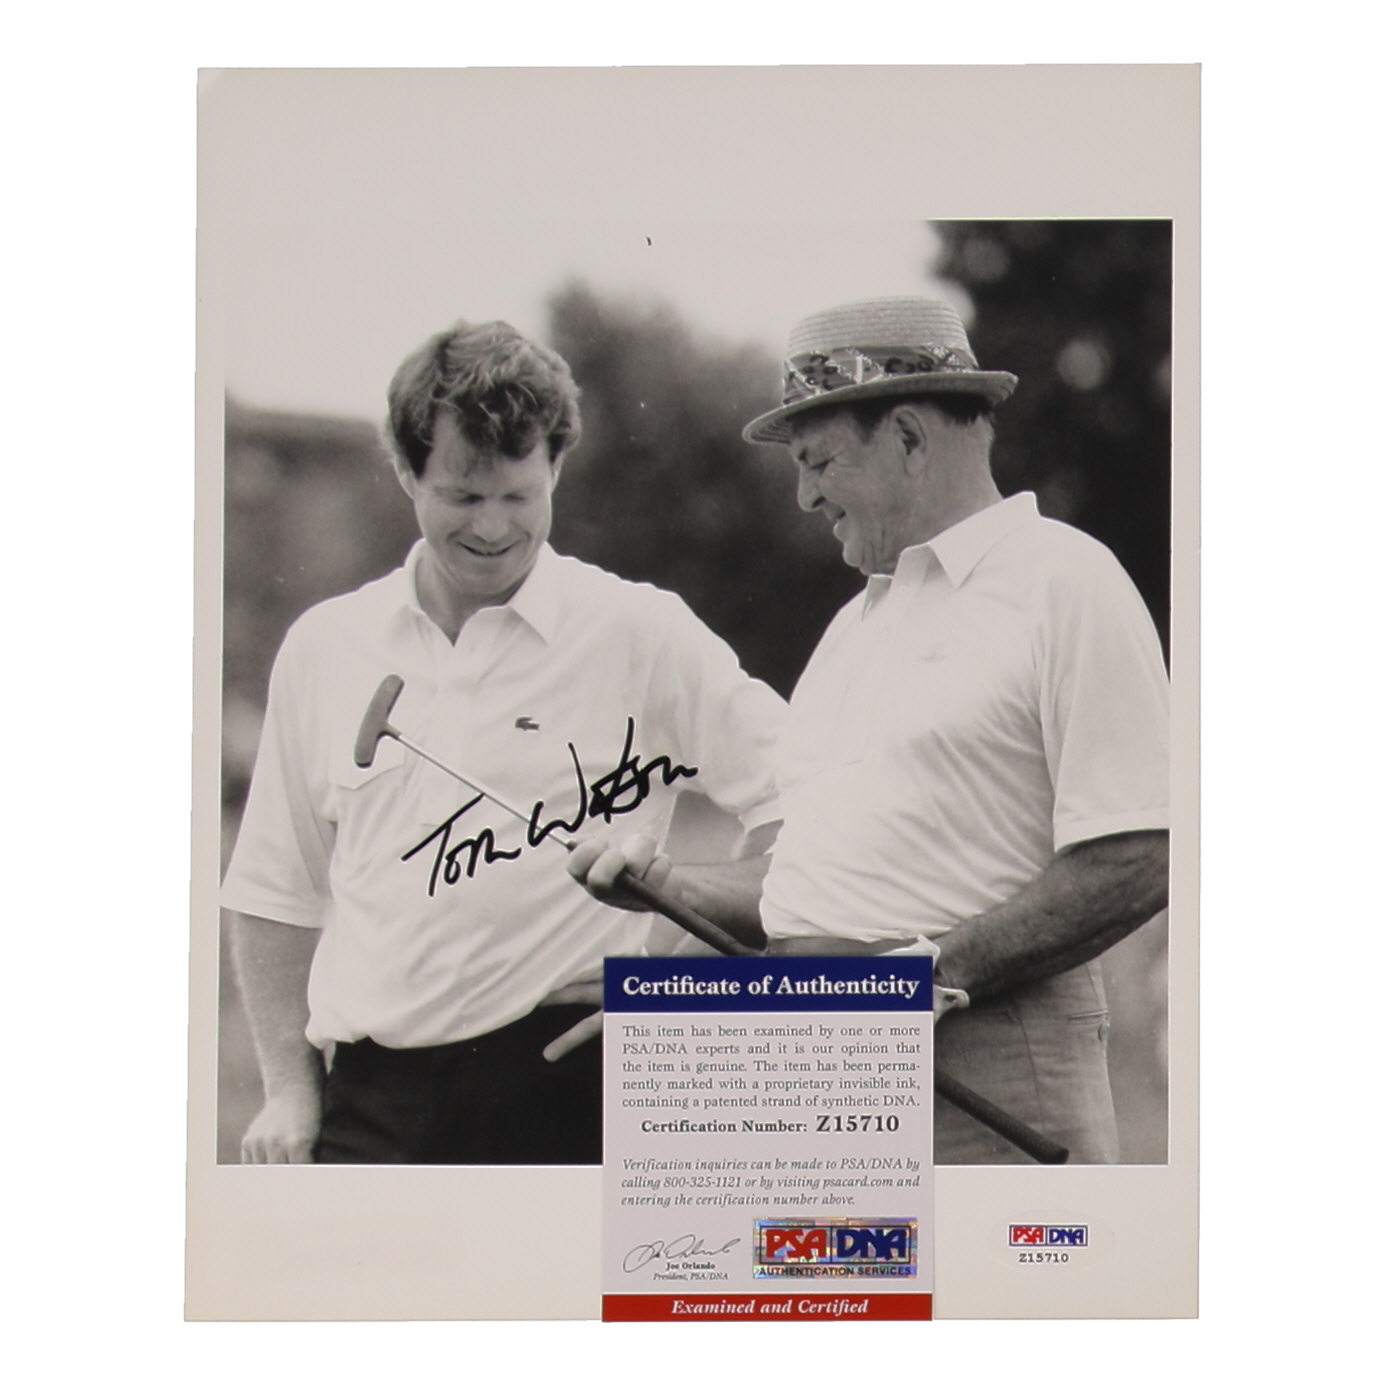 Tom Watson
Certificate of Authenticity
This item has been examined by one or more
PSA/DNA experts and it is our opinion that
the item is genuine. The item has been perma-
nently marked with a proprietary invisible ink,
containing a patented strand of synthetic DNA.
Certification Number: Z15710
Verification inquiries can be made to PSA/DNA by
calling 800-325-1121 or by visiting psacard.com and
entering the certification number above.
Joe Orlando
President, PSA/DNA
PSA DNA
AUTHENTICATION SERVICES
Examined and Certified
PSA DNA
Z15710